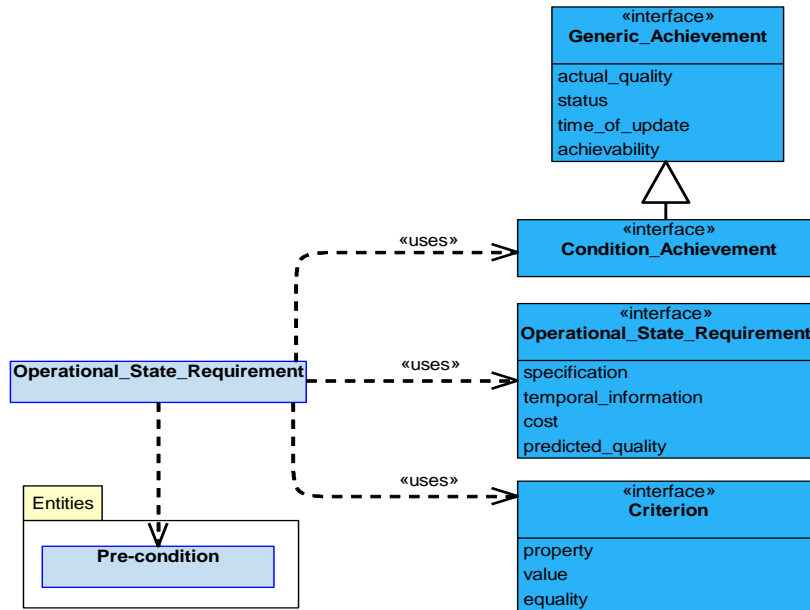 «interface»
Generic_Achievement
actual_quality
status
time_of_update
achievability
«interface»
Condition_Achievement
«uses»
«interface»
Operational_State_Requirement
specification
temporal_information
cost
predicted_quality
«uses»
Operational_State_Requirement
«uses»
«interface»
Criterion
property
value
equality
Entities
Pre-condition